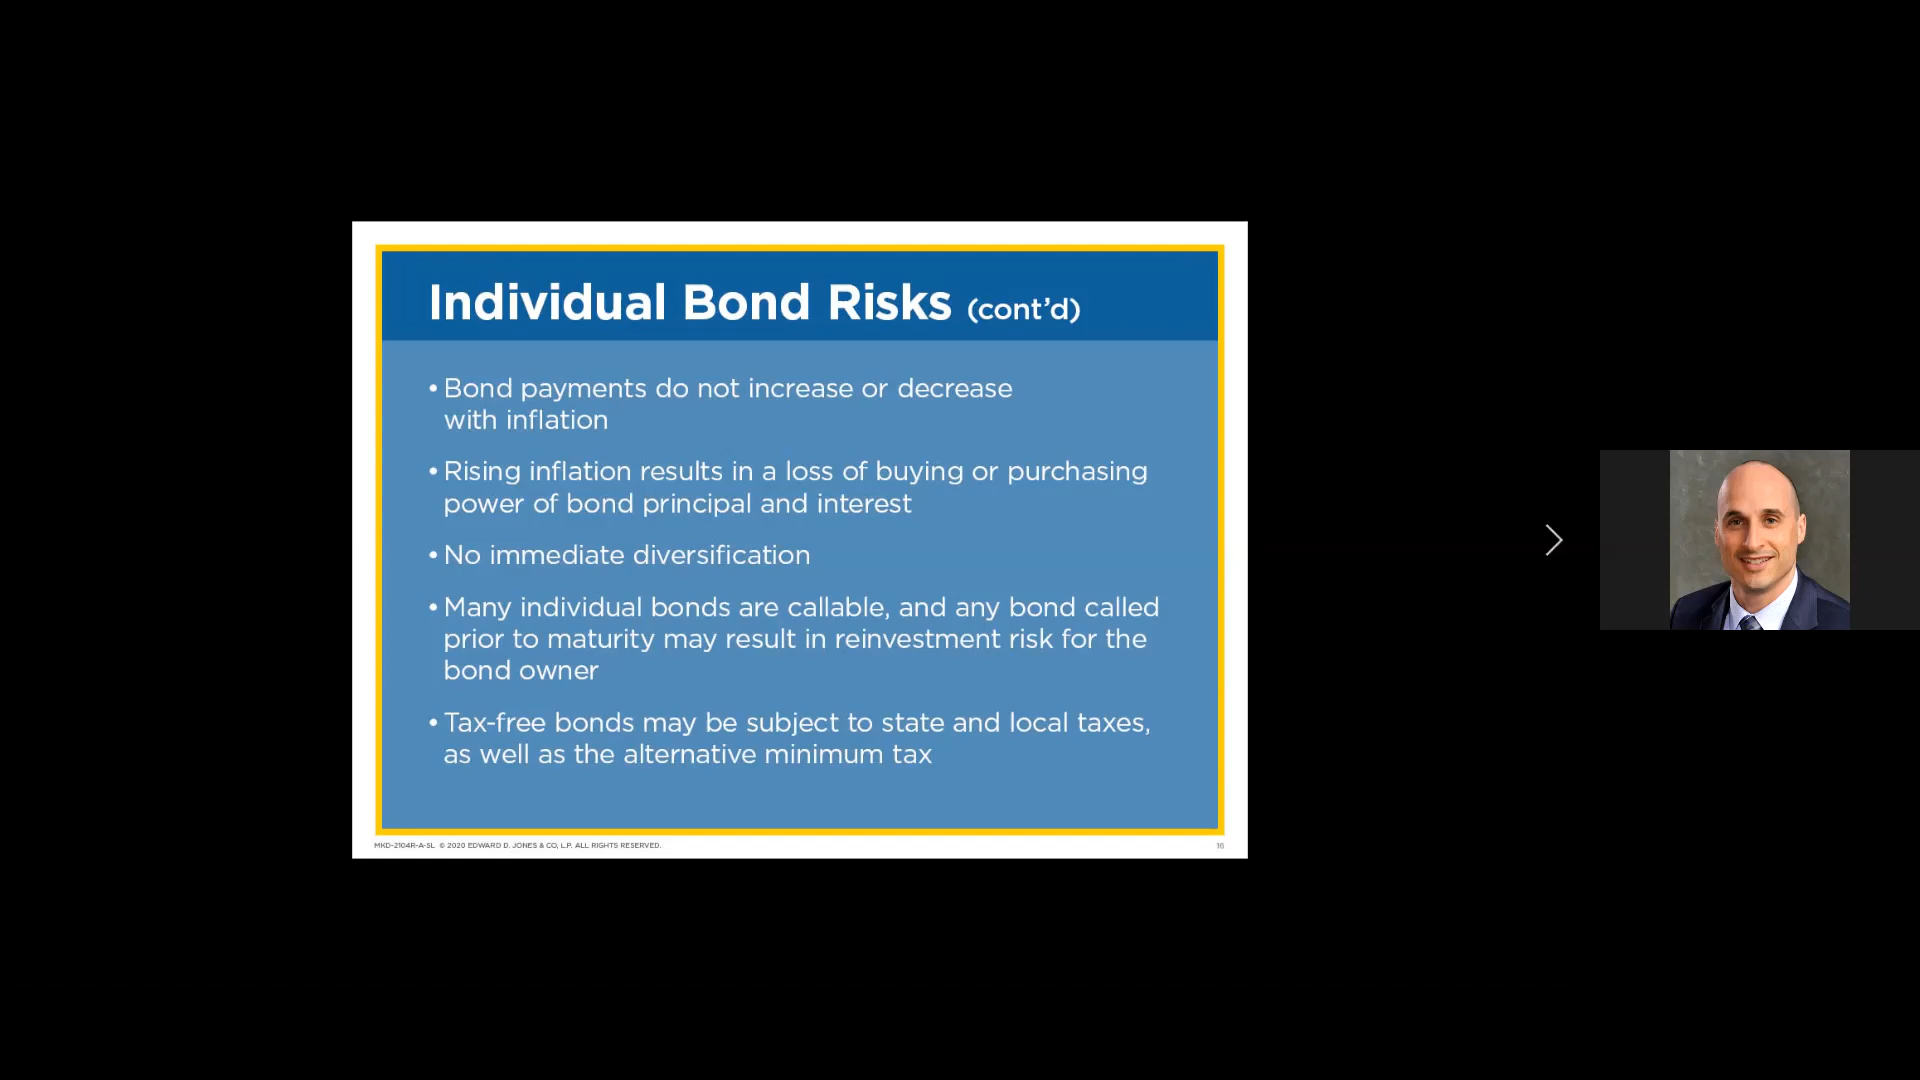 Individual Bond Risks (cont’d)
• Bond payments do not increase or decrease
with inflation
• Rising inflation results in a loss of buying or purchasing
power of bond principal and interest
• No immediate diversification
• Many individual bonds are callable, and any bond called
prior to maturity may result in reinvestment risk for the
bond owner
• Tax-free bonds may be subject to state and local taxes,
as well as the alternative minimum tax
MKD-2104R-A-SL © 2020 EDWARD D. JONES & CO, L.P. ALL RIGHTS RESERVED.
16